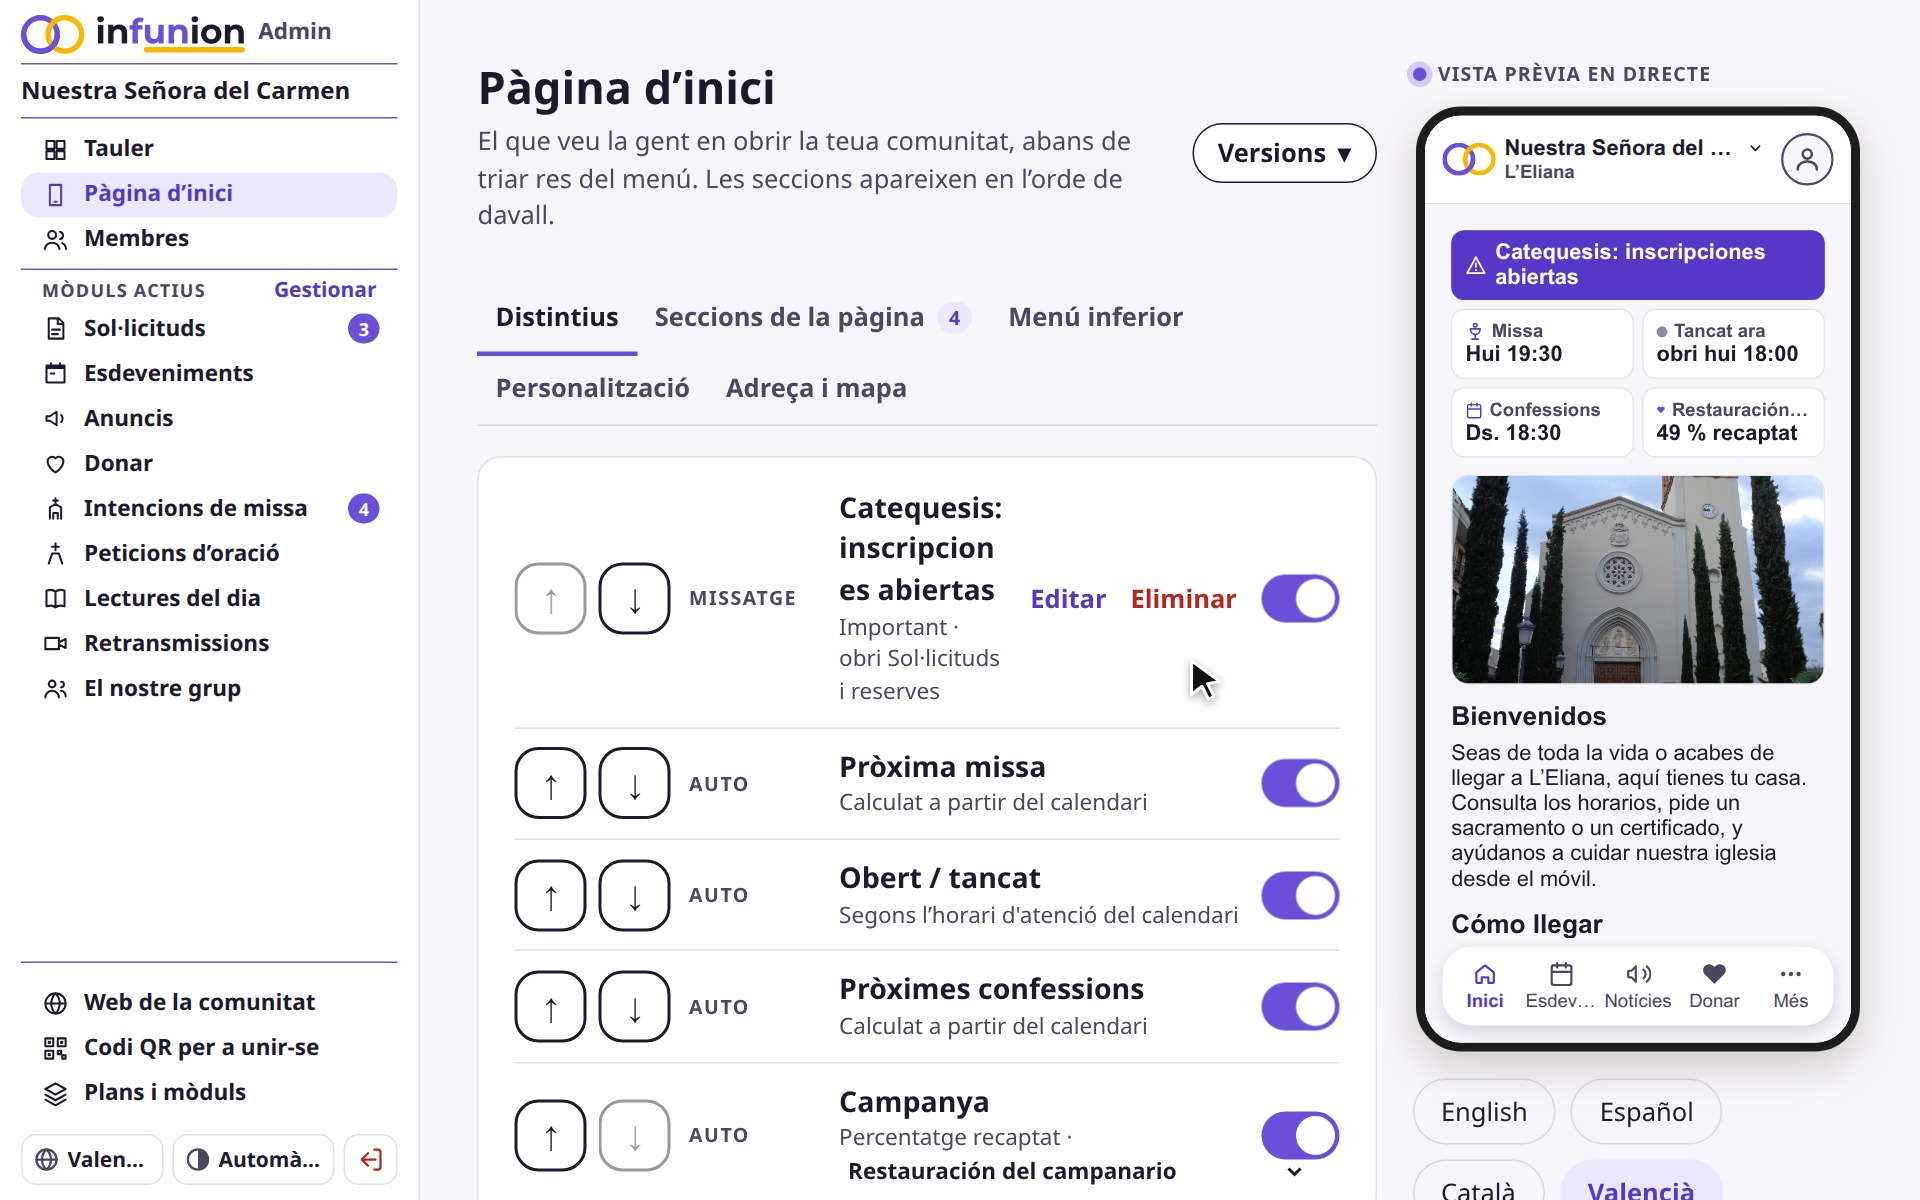 infunion Admin
Nuestra Señora del Carmen
Tauler
Pàgina d’inici
Membres
MÒDULS ACTIUS Gestionar
Sol·licituds 3
Esdeveniments
Anuncis
Donar
Intencions de missa 4
Peticions d’oració
Lectures del dia
Retransmissions
El nostre grup
Web de la comunitat
Codi QR per a unir-se
Plans i mòduls
Valen... Automà...
Pàgina d’inici
El que veu la gent en obrir la teua comunitat, abans de
triar res del menú. Les seccions apareixen en l’orde de
davall.
Versions ▾
Distintius Seccions de la pàgina 4 Menú inferior
Personalització Adreça i mapa
↑ ↓ MISSATGE
Catequesis:
inscripcion
es abiertas
Important ·
obri Sol·licituds
i reserves
Editar Eliminar
↑ ↓ AUTO
Pròxima missa
Calculat a partir del calendari
↑ ↓ AUTO
Obert / tancat
Segons l’horari d'atenció del calendari
↑ ↓ AUTO
Pròximes confessions
Calculat a partir del calendari
↑ ↓ AUTO
Campanya
Percentatge recaptat ·
Restauración del campanario
VISTA PRÈVIA EN DIRECTE
Nuestra Señora del ...
L’Eliana
Catequesis: inscripciones
abiertas
Missa
Hui 19:30
Tancat ara
obri hui 18:00
Confessions
Ds. 18:30
Restauración...
49 % recaptat
Bienvenidos
Seas de toda la vida o acabes de
llegar a L’Eliana, aquí tienes tu casa.
Consulta los horarios, pide un
sacramento o un certificado, y
ayúdanos a cuidar nuestra iglesia
desde el móvil.
Cómo llegar
Inici Esdev... Notícies Donar Més
English Español
Català Valencià